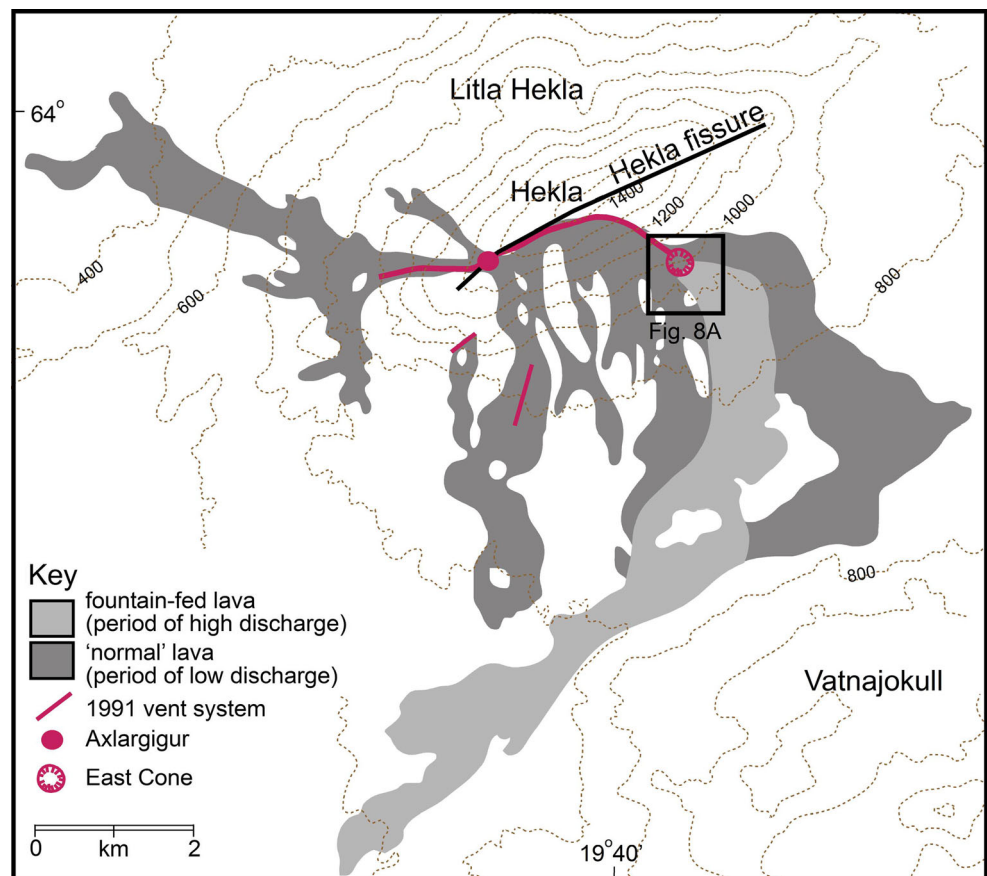 Litla Hekla
64°
Hekla fissure
Hekla
1400
1200
1000
400
600
800
Fig. 8A
800
Vatnajokull
Key
fountain-fed lava
(period of high discharge)
'normal' lava
(period of low discharge)
1991 vent system
Axlargigur
East Cone
0 km 2
19°40'